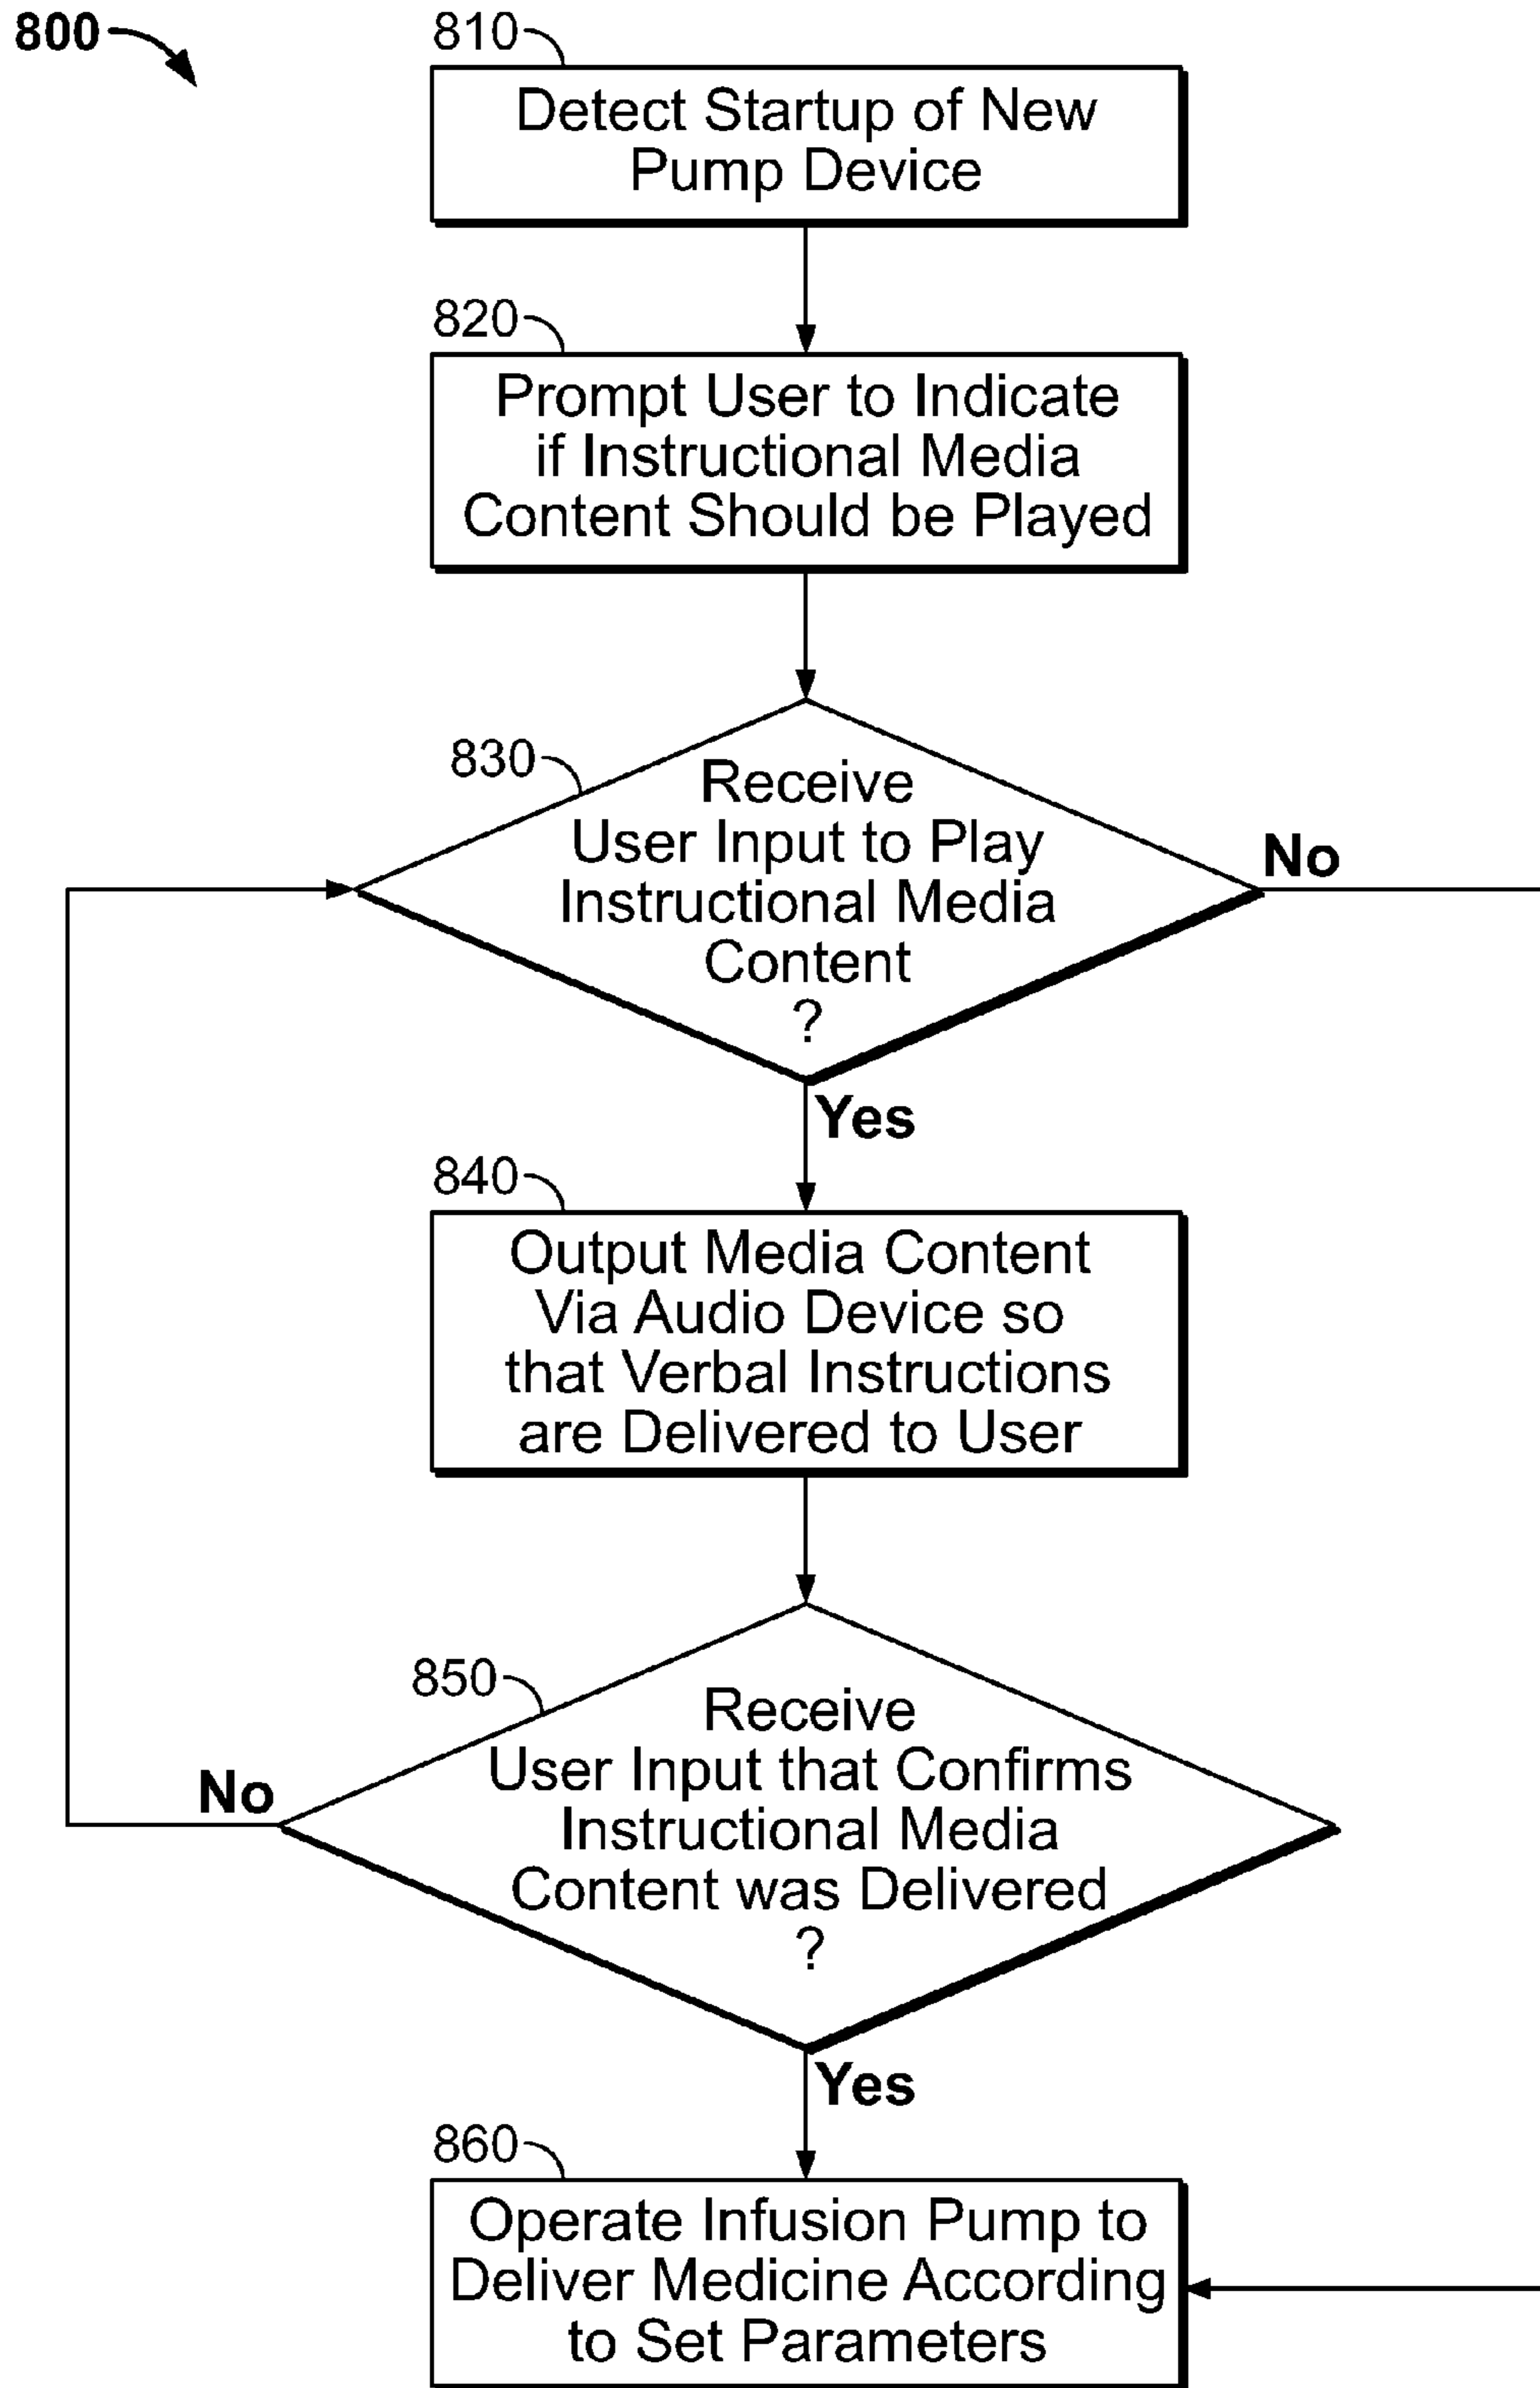 800
810
Detect Startup of New
Pump Device
820
Prompt User to Indicate
if Instructional Media
Content Should be Played
830
Receive
User Input to Play
Instructional Media
Content
?
No
Yes
840
Output Media Content
Via Audio Device so
that Verbal Instructions
are Delivered to User
850
Receive
User Input that Confirms
Instructional Media
Content was Delivered
?
No
Yes
860
Operate Infusion Pump to
Deliver Medicine According
to Set Parameters